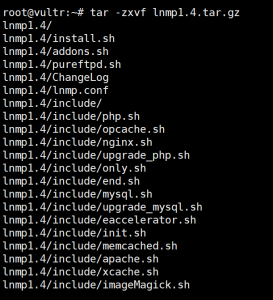 root@vultr:~# tar -zxvf lnmp1.4.tar.gz
lnmp1.4/
lnmp1.4/install.sh
lnmp1.4/addons.sh
lnmp1.4/pureftpd.sh
lnmp1.4/ChangeLog
lnmp1.4/lnmp.conf
lnmp1.4/include/
lnmp1.4/include/php.sh
lnmp1.4/include/opcache.sh
lnmp1.4/include/nginx.sh
lnmp1.4/include/upgrade_php.sh
lnmp1.4/include/only.sh
lnmp1.4/include/end.sh
lnmp1.4/include/mysql.sh
lnmp1.4/include/upgrade_mysql.sh
lnmp1.4/include/eaccelerator.sh
lnmp1.4/include/init.sh
lnmp1.4/include/memcached.sh
lnmp1.4/include/apache.sh
lnmp1.4/include/xcache.sh
lnmp1.4/include/imageMagick.sh